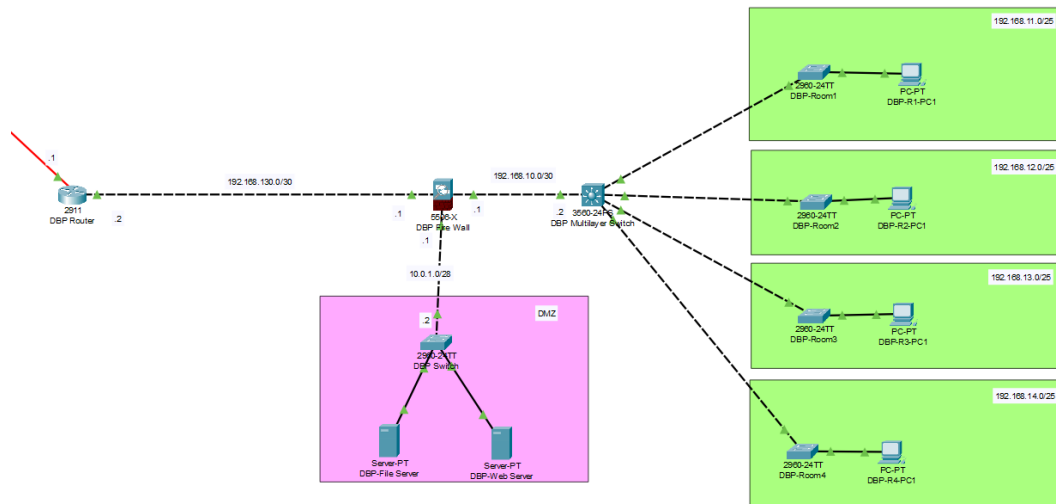 192.168.11.0/25
2960-24TT
DBP-Room1
PC-PT
DBP-R1-PC1
.1
192.168.130.0/30
192.168.10.0/30
192.168.12.0/25
2911
DBP Router
.2
.1
5506-X
DBP Fire Wall
.1
.1
.2
3560-24PS
DBP Multilayer Switch
2960-24TT
DBP-Room2
PC-PT
DBP-R2-PC1
10.0.1.0/28
192.168.13.0/25
2960-24TT
DBP-Room3
PC-PT
DBP-R3-PC1
DMZ
.2
2960-24TT
DBP Switch
192.168.14.0/25
Server-PT
DBP-File Server
Server-PT
DBP-Web Server
2960-24TT
DBP-Room4
PC-PT
DBP-R4-PC1